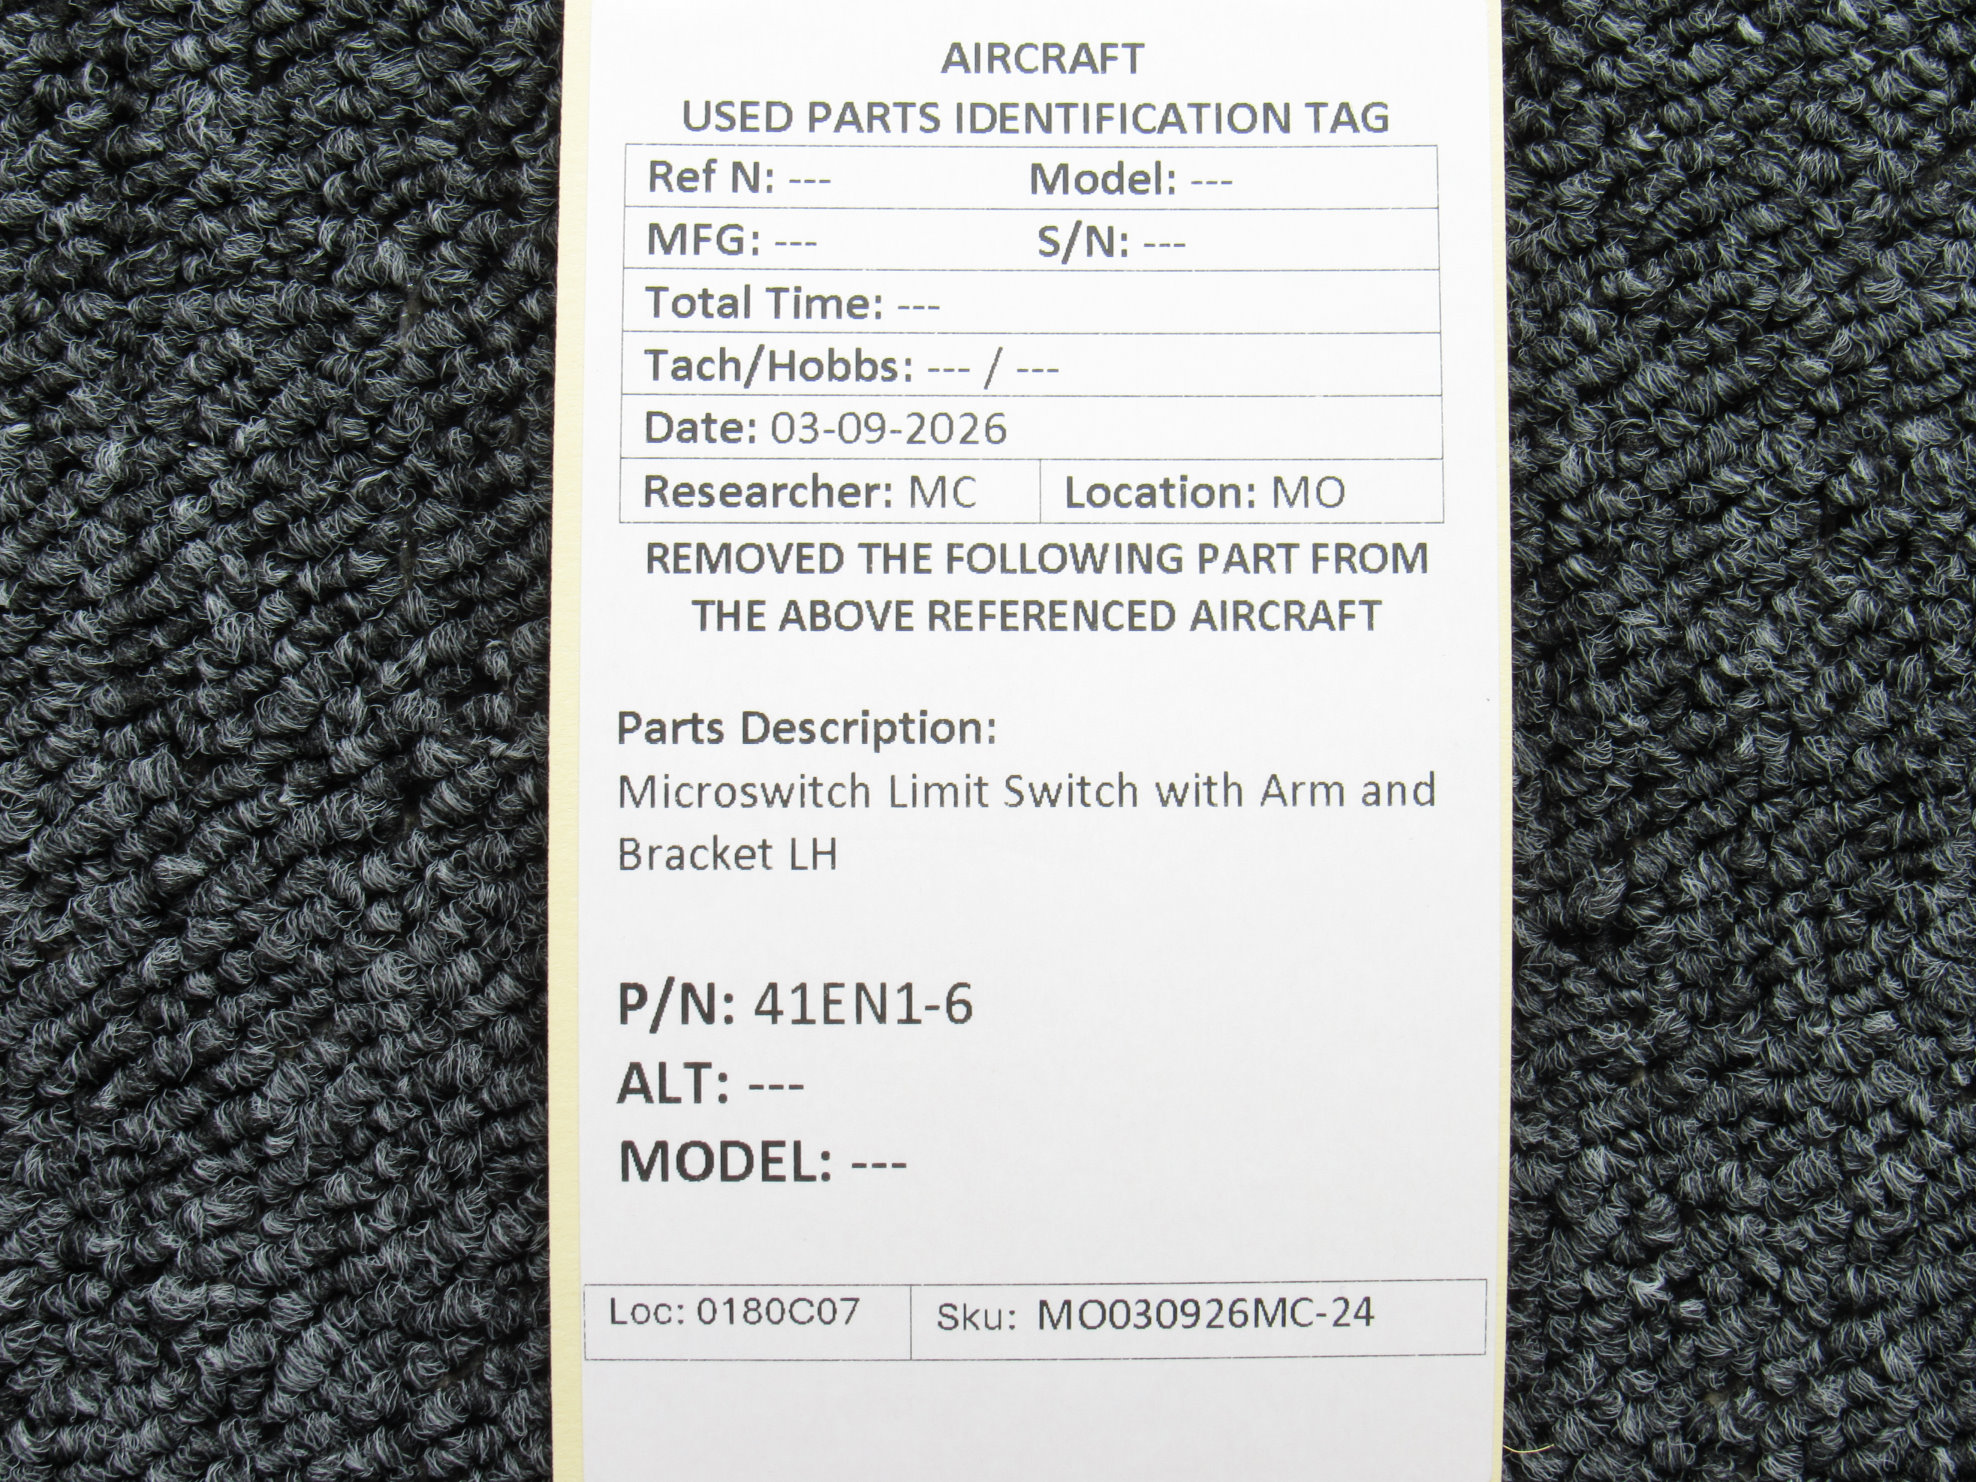 AIRCRAFT
USED PARTS IDENTIFICATION TAG
Ref N: --- Model: ---
MFG: --- S/N: ---
Total Time: ---
Tach/Hobbs: --- / ---
Date: 03-09-2026
Researcher: MC Location: MO
REMOVED THE FOLLOWING PART FROM
THE ABOVE REFERENCED AIRCRAFT
Parts Description:
Microswitch Limit Switch with Arm and
Bracket LH
P/N: 41EN1-6
ALT: ---
MODEL: ---
Loc: 0180C07 Sku: MO030926MC-24